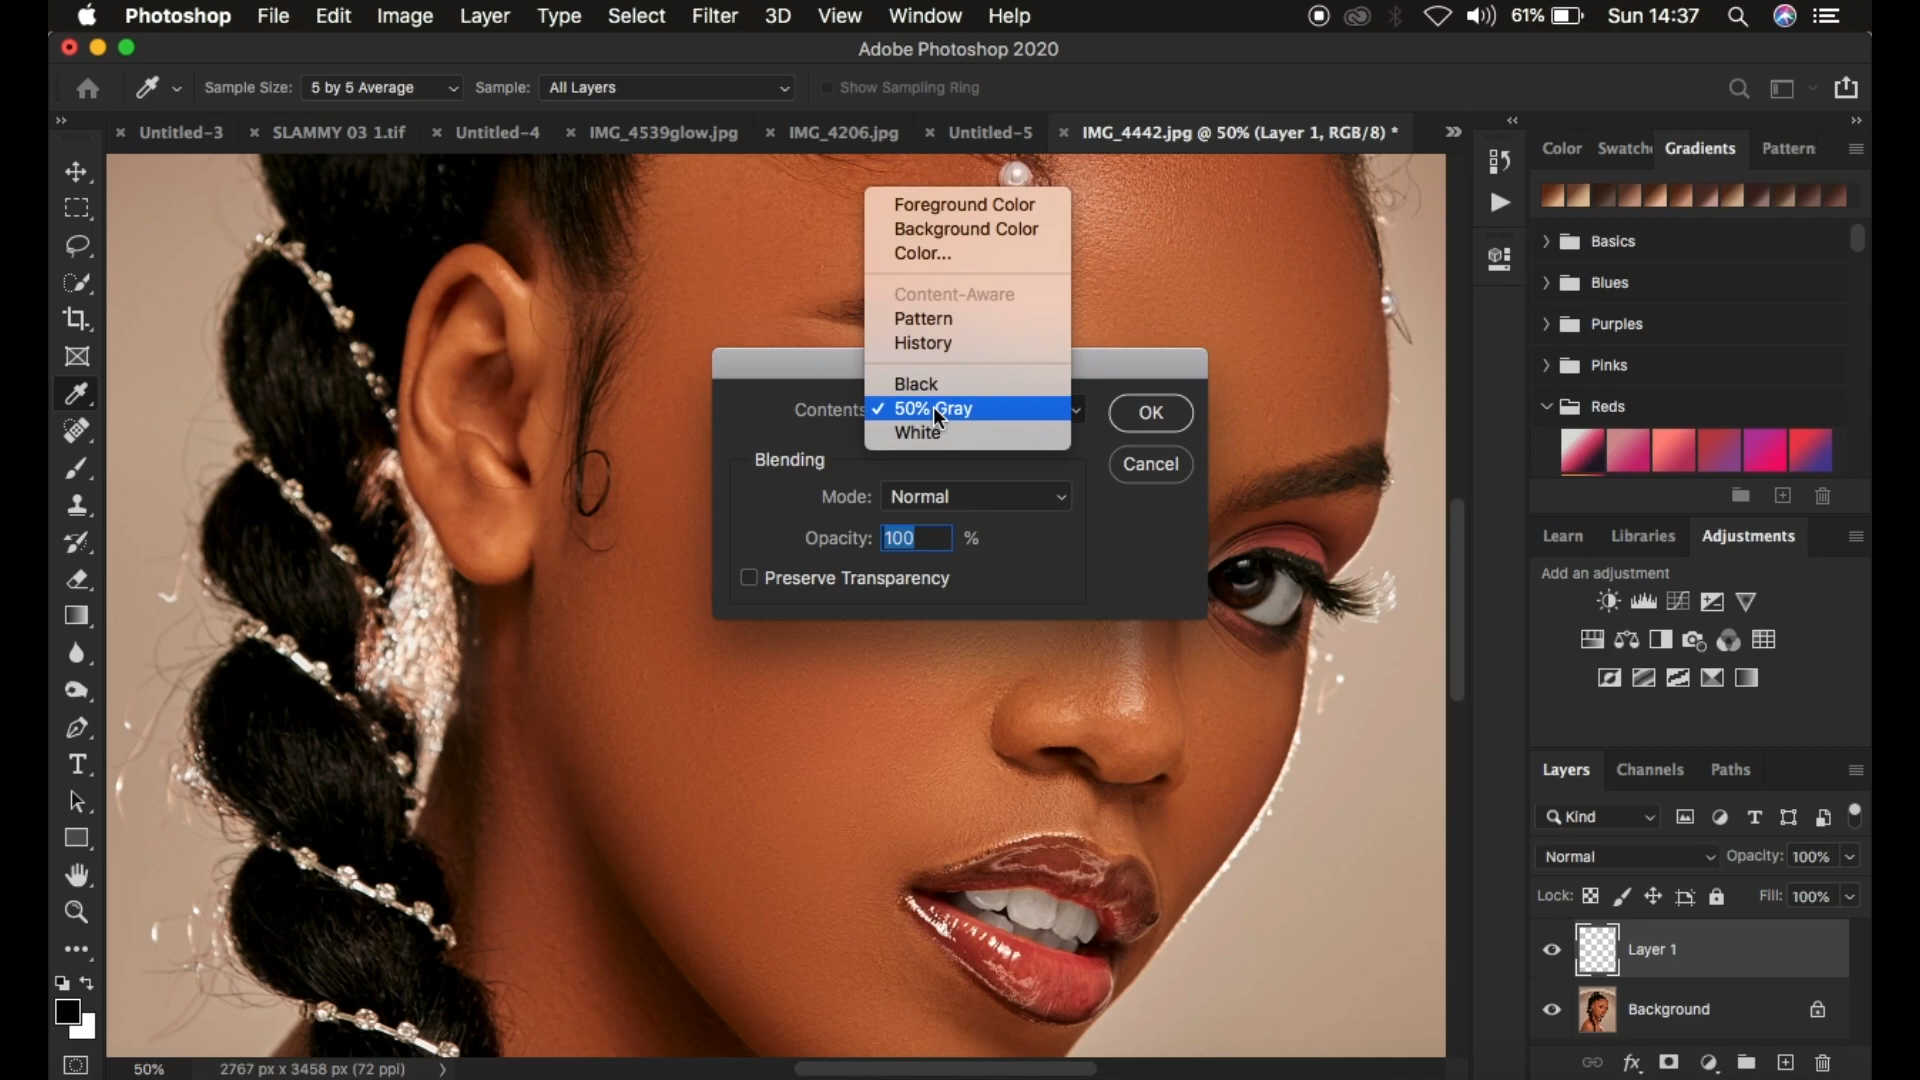 Photoshop File Edit Image Layer Type Select Filter 3D View Window Help 61% Sun 14:37
Adobe Photoshop 2020
Sample Size: 5 by 5 Average Sample: All Layers Show Sampling Ring
Untitled-3 SLAMMY 03 1.tif Untitled-4 IMG_4539glow.jpg IMG_4206.jpg Untitled-5 IMG_4442.jpg @ 50% (Layer 1, RGB/8) *
Color Swatche Gradients Pattern
Foreground Color
Background Color
Color...
Content-Aware
Pattern
History
Black
50% Gray
White
Contents
OK
Cancel
Blending
Mode: Normal
Opacity: 100 %
Preserve Transparency
Basics
Blues
Purples
Pinks
Reds
Learn Libraries Adjustments
Add an adjustment
Layers Channels Paths
Kind
Normal Opacity: 100%
Lock: Fill: 100%
Layer 1
Background
50% 2767 px x 3458 px (72 ppi)